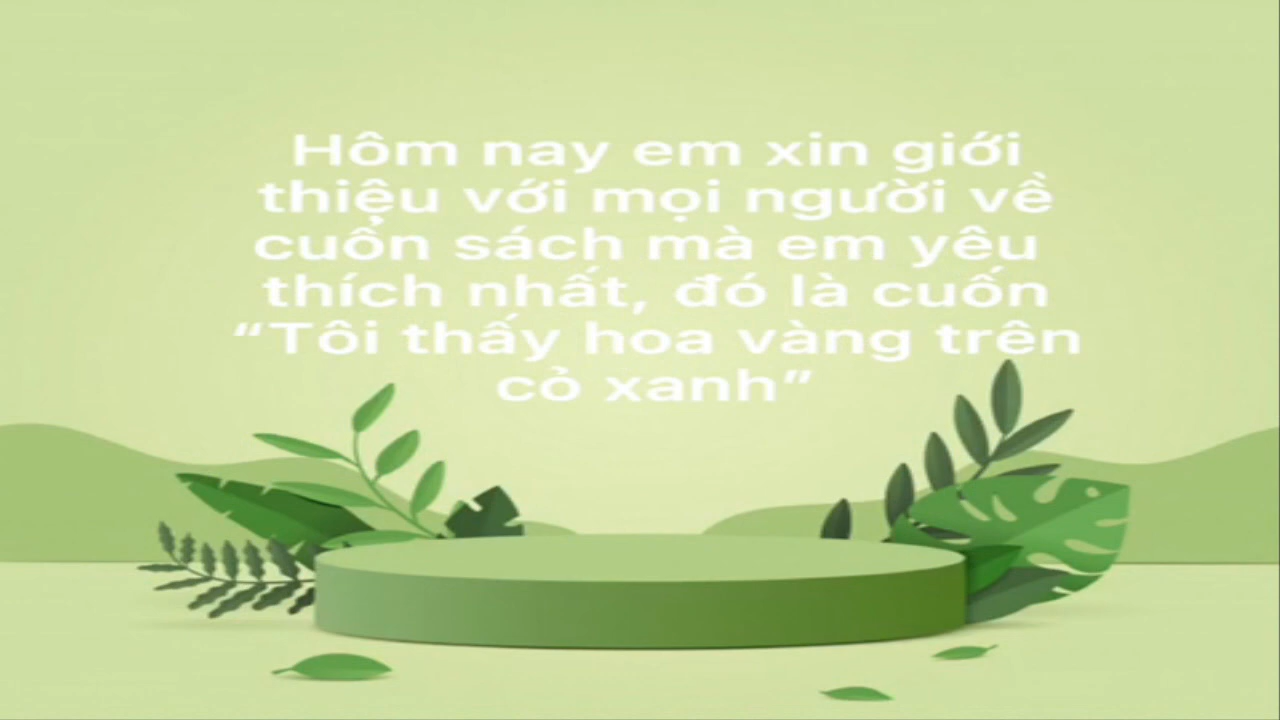 Hôm nay em xin giới
thiệu với mọi người về
cuốn sách mà em yêu
thích nhất, đó là cuốn
“Tôi thấy hoa vàng trên
cỏ xanh”